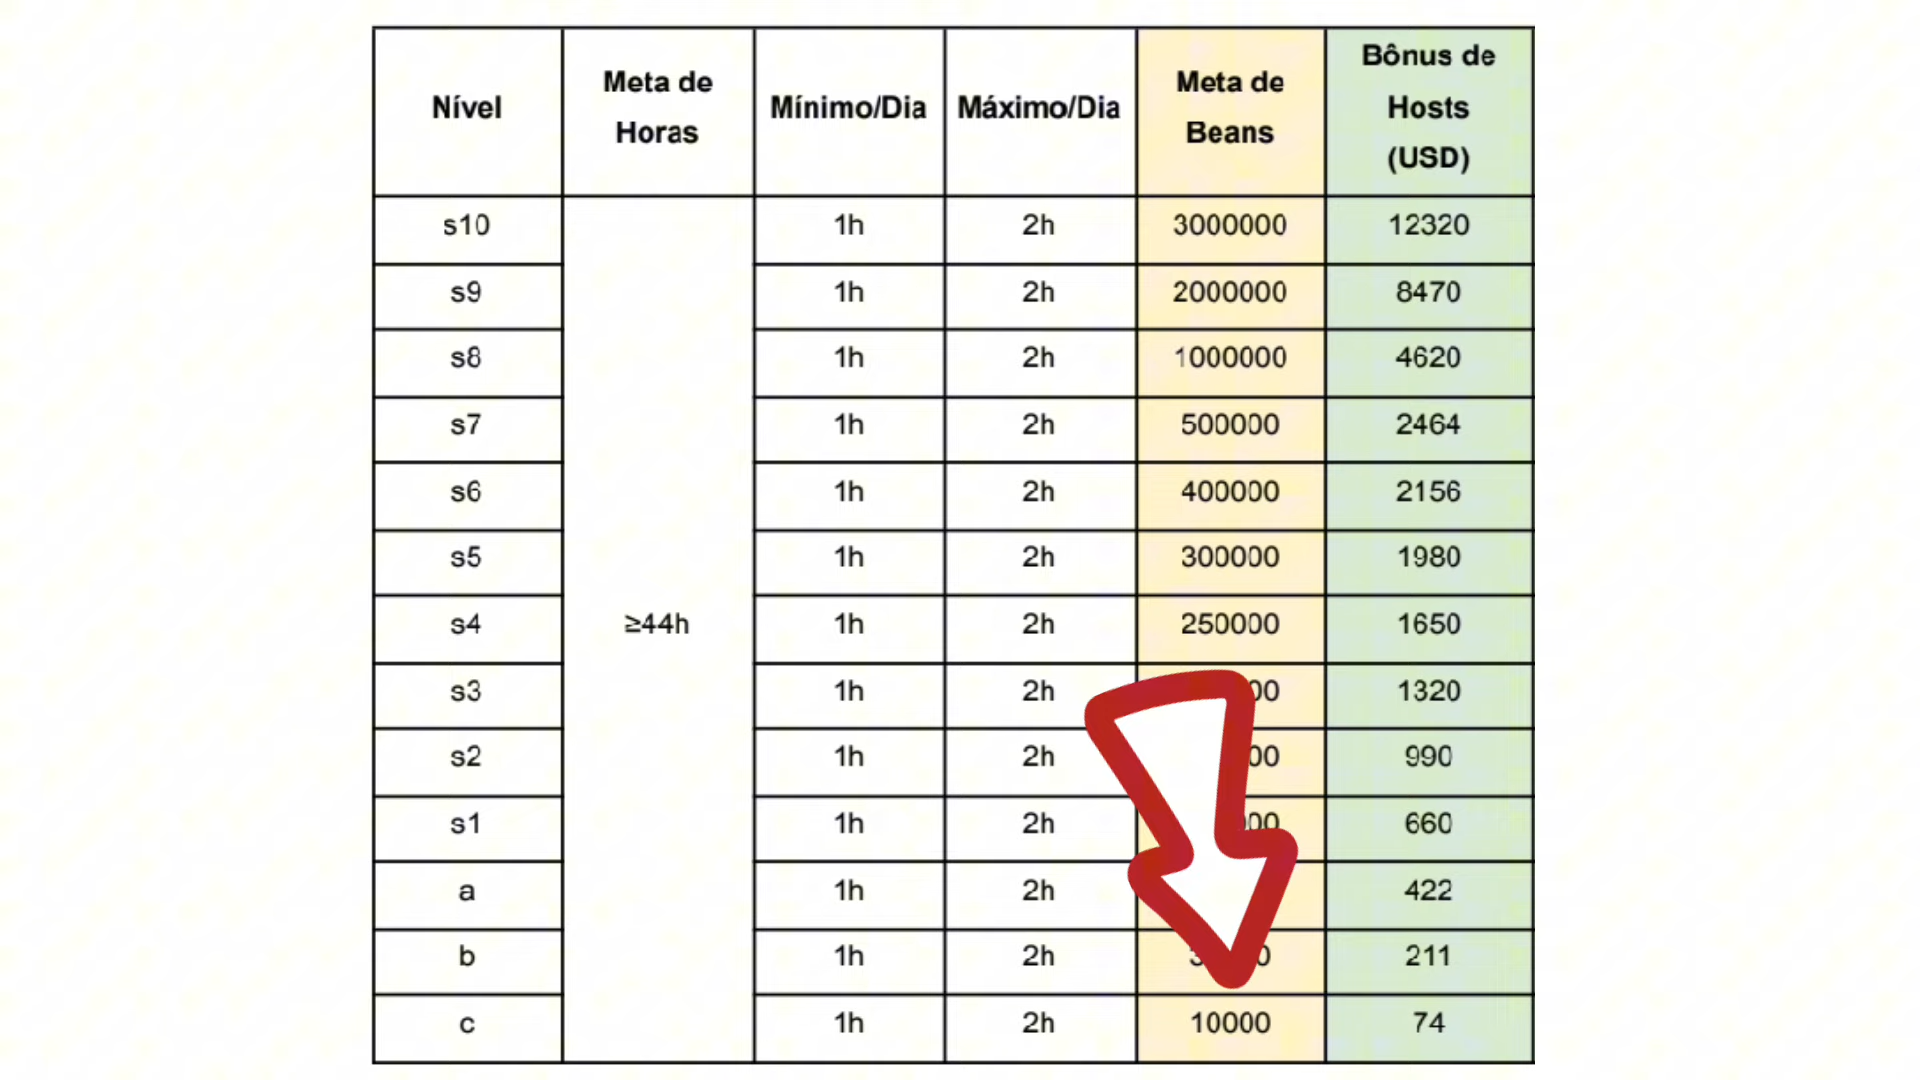 Nível Meta de Horas Mínimo/Dia Máximo/Dia Meta de Beans Bônus de Hosts (USD)
s10 1h 2h 3000000 12320
s9 1h 2h 2000000 8470
s8 1h 2h 1000000 4620
s7 1h 2h 500000 2464
s6 1h 2h 400000 2156
s5 1h 2h 300000 1980
s4 ≥44h 1h 2h 250000 1650
s3 1h 2h 1320
s2 1h 2h 990
s1 1h 2h 660
a 1h 2h 422
b 1h 2h 211
c 1h 2h 10000 74